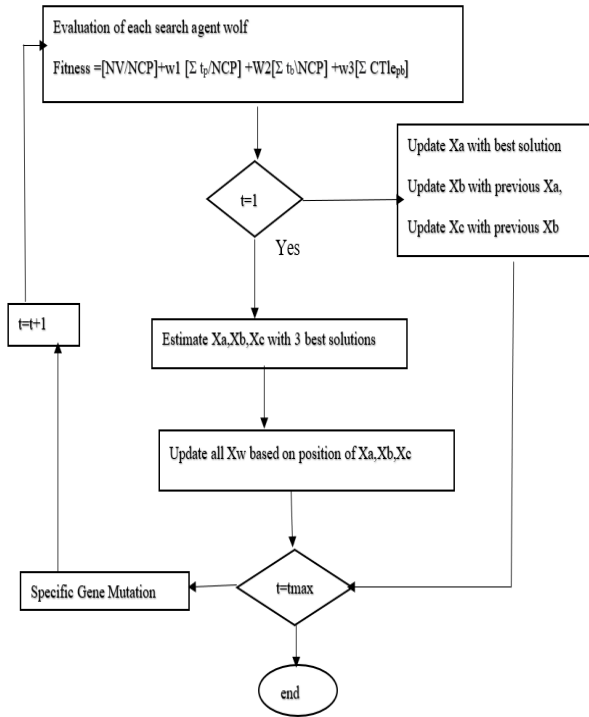 Evaluation of each search agent wolf
Fitness =[NV/NCP]+w1 [Σ tp/NCP] +W2[Σ tb\NCP] +w3[Σ CTlepb]
t=1
Update Xa with best solution
Update Xb with previous Xa,
Update Xc with previous Xb
Yes
t=t+1
Estimate Xa,Xb,Xc with 3 best solutions
Update all Xw based on position of Xa,Xb,Xc
t=tmax
Specific Gene Mutation
end